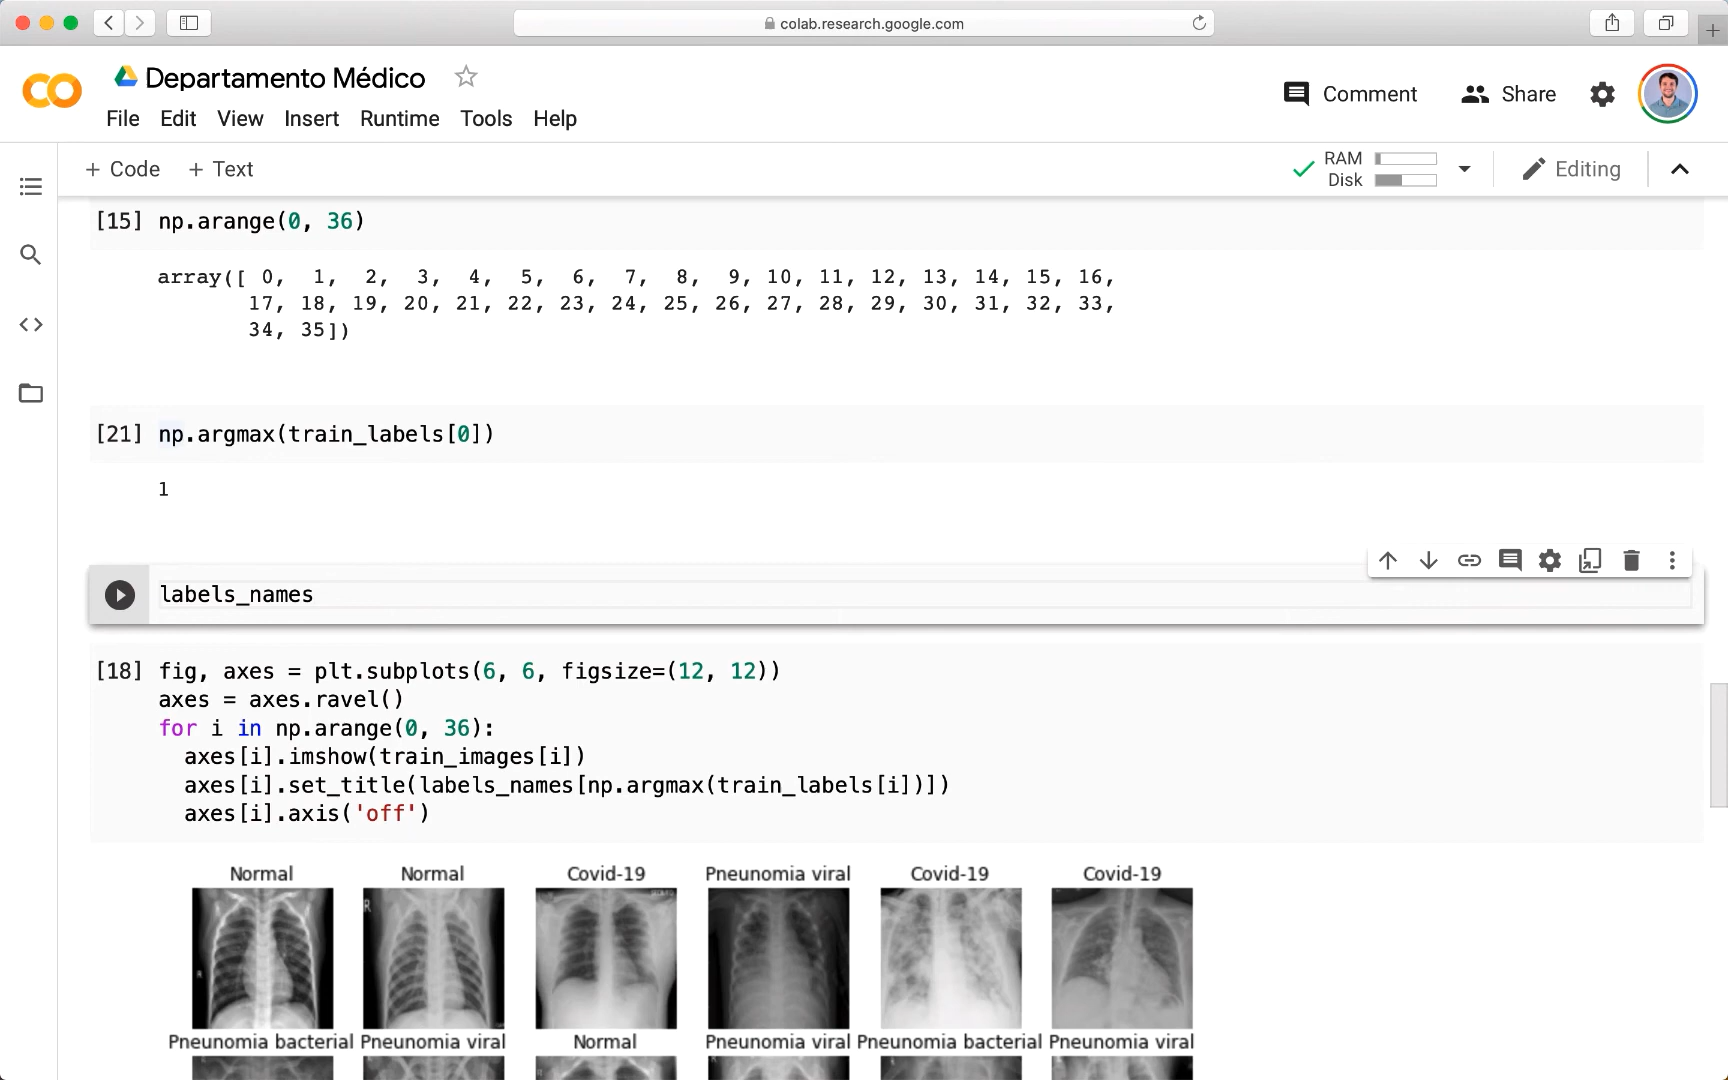 colab.research.google.com
Departamento Médico
Comment
Share
File Edit View Insert Runtime Tools Help
+ Code + Text
RAM
Disk
Editing
[15] np.arange(0, 36)
array([ 0, 1, 2, 3, 4, 5, 6, 7, 8, 9, 10, 11, 12, 13, 14, 15, 16,
17, 18, 19, 20, 21, 22, 23, 24, 25, 26, 27, 28, 29, 30, 31, 32, 33,
34, 35])
[21] np.argmax(train_labels[0])
1
labels_names
[18] fig, axes = plt.subplots(6, 6, figsize=(12, 12))
axes = axes.ravel()
for i in np.arange(0, 36):
axes[i].imshow(train_images[i])
axes[i].set_title(labels_names[np.argmax(train_labels[i])])
axes[i].axis('off')
Normal Normal Covid-19 Pneunomia viral Covid-19 Covid-19
R
Pneunomia bacterial Pneunomia viral Normal Pneunomia viral Pneunomia bacterial Pneunomia viral